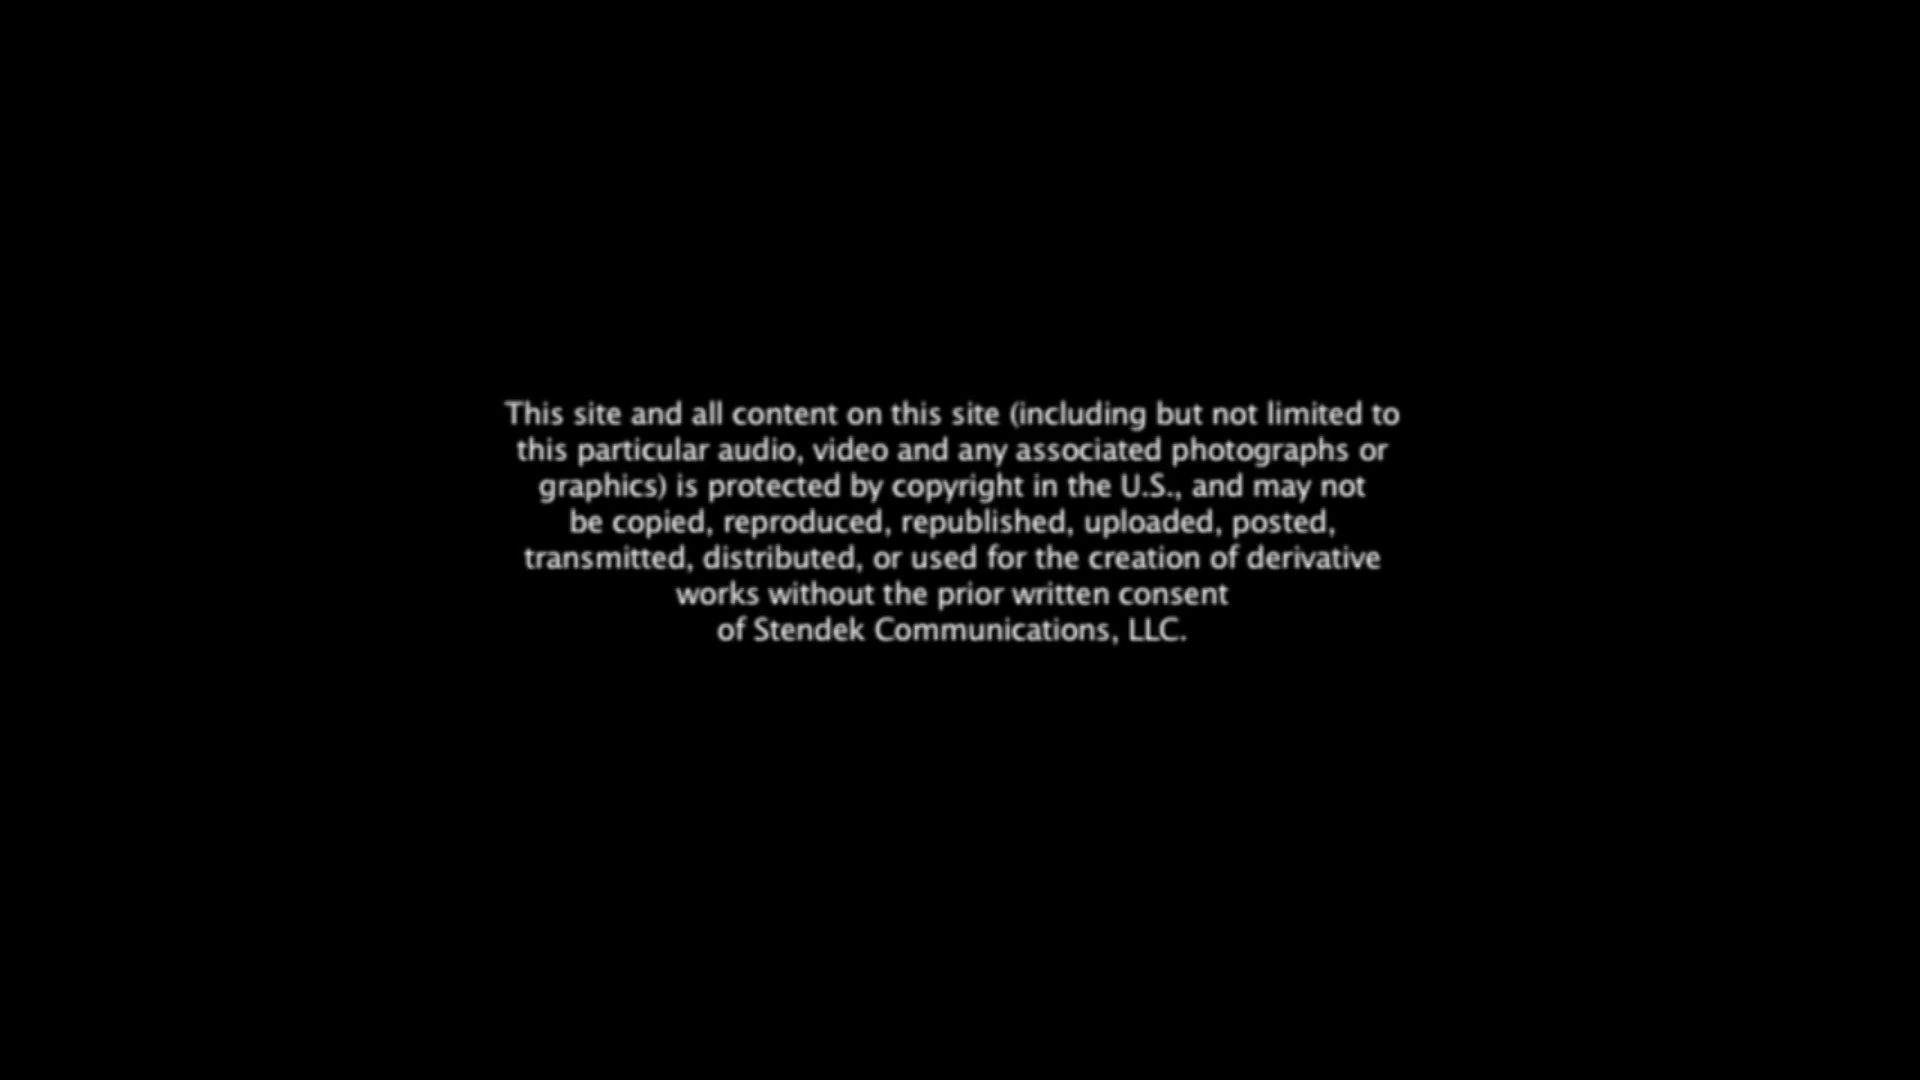 This site and all content on this site (including but not limited to
this particular audio, video and any associated photographs or
graphics) is protected by copyright in the U.S., and may not
be copied, reproduced, republished, uploaded, posted,
transmitted, distributed, or used for the creation of derivative
works without the prior written consent
of Stendek Communications, LLC.